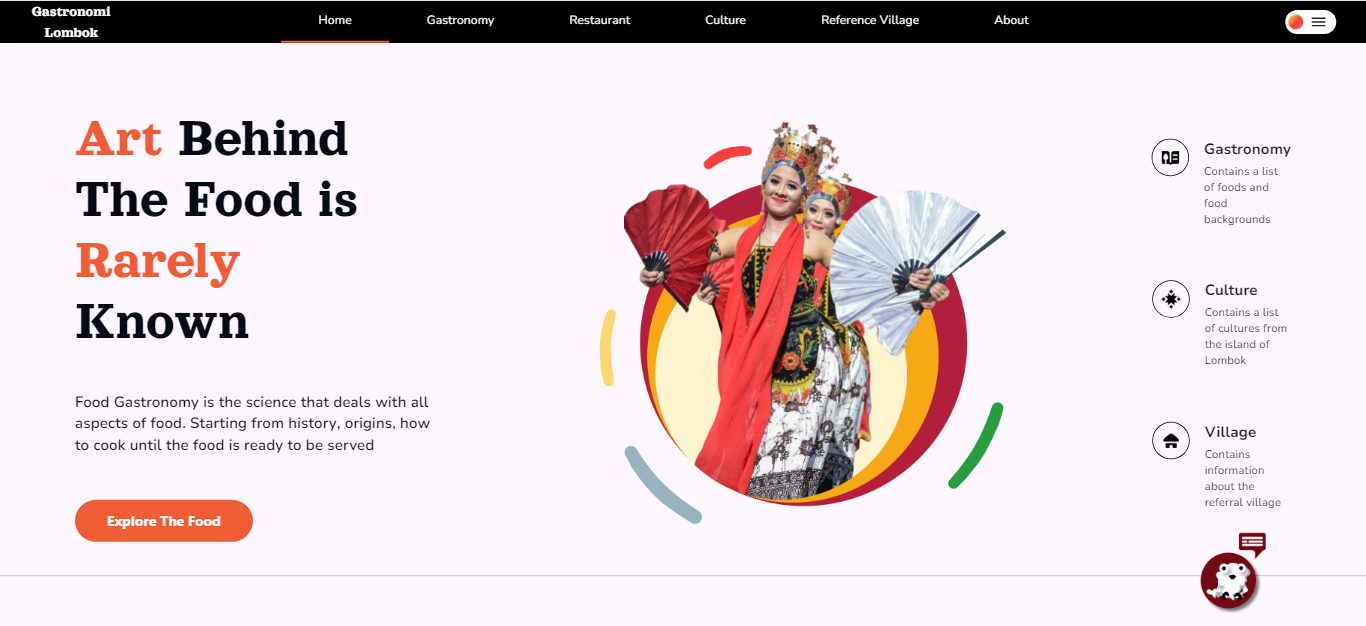 Gastronomi
Lombok
Home
Gastronomy
Restaurant
Culture
Reference Village
About
Art Behind
The Food is
Rarely
Known
Food Gastronomy is the science that deals with all
aspects of food. Starting from history, origins, how
to cook until the food is ready to be served
Explore The Food
Gastronomy
Contains a list
of foods and
food
backgrounds
Culture
Contains a list
of cultures from
the island of
Lombok
Village
Contains
information
about the
referral village